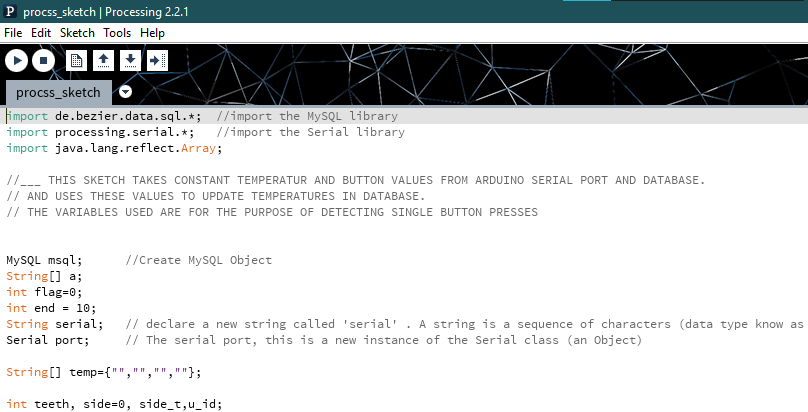 P procss_sketch | Processing 2.2.1
File Edit Sketch Tools Help
procss_sketch
import de.bezier.data.sql.*;  //import the MySQL library
import processing.serial.*;   //import the Serial library
import java.lang.reflect.Array;
//___ THIS SKETCH TAKES CONSTANT TEMPERATUR AND BUTTON VALUES FROM ARDUINO SERIAL PORT AND DATABASE.
// AND USES THESE VALUES TO UPDATE TEMPERATURES IN DATABASE.
// THE VARIABLES USED ARE FOR THE PURPOSE OF DETECTING SINGLE BUTTON PRESSES
MySQL msql;      //Create MySQL Object
String[] a;
int flag=0;
int end = 10;
String serial;   // declare a new string called 'serial' . A string is a sequence of characters (data type know as
Serial port;     // The serial port, this is a new instance of the Serial class (an Object)
String[] temp={"","","",""};
int teeth, side=0, side_t,u_id;